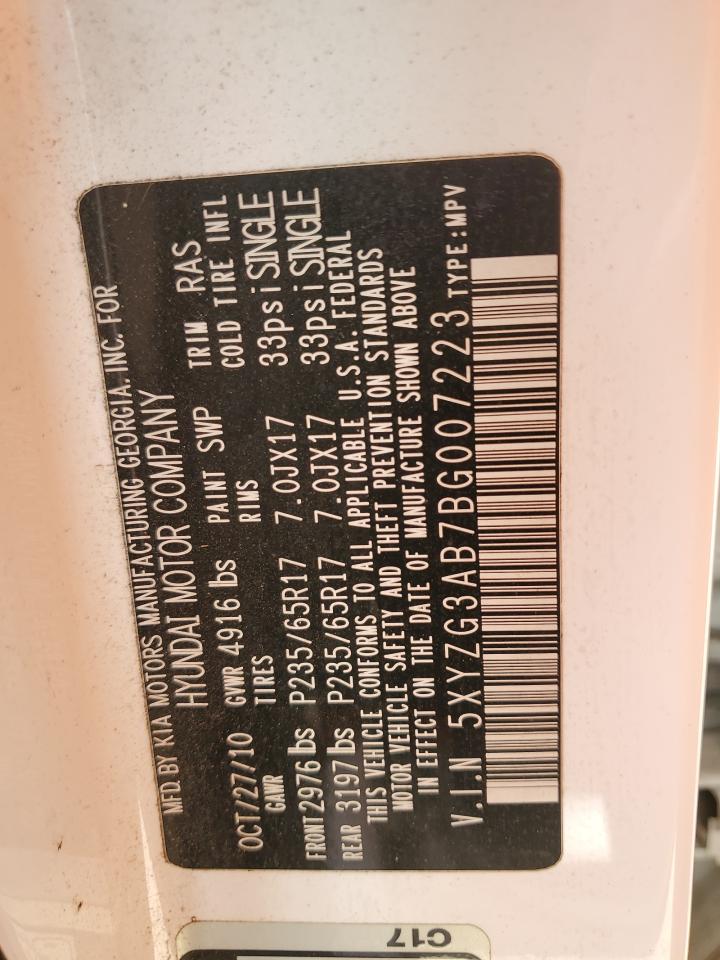 MFD. BY KIA MOTORS MANUFACTURING GEORGIA, INC. FOR
HYUNDAI MOTOR COMPANY
OCT/27/10 GVWR 4916 lbs PAINT SWP TRIM RAS
GAWR TIRES RIMS COLD TIRE INFL
FRONT 2976 lbs P235/65R17 7.0JX17 33psi SINGLE
REAR 3197 lbs P235/65R17 7.0JX17 33psi SINGLE
THIS VEHICLE CONFORMS TO ALL APPLICABLE U.S.A. FEDERAL
MOTOR VEHICLE SAFETY AND THEFT PREVENTION STANDARDS
IN EFFECT ON THE DATE OF MANUFACTURE SHOWN ABOVE
V.I.N 5XYZG3AB7BG007223 TYPE:MPV
C17